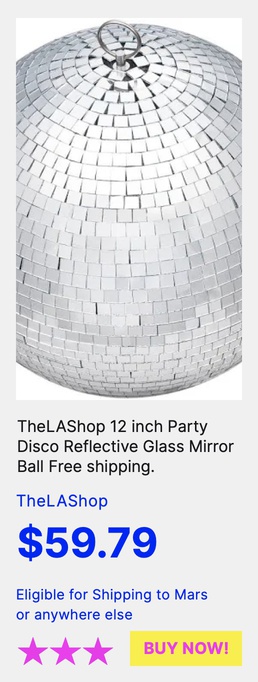 TheLAShop 12 inch Party
Disco Reflective Glass Mirror
Ball Free shipping.
TheLAShop
$59.79
Eligible for Shipping to Mars
or anywhere else
BUY NOW!